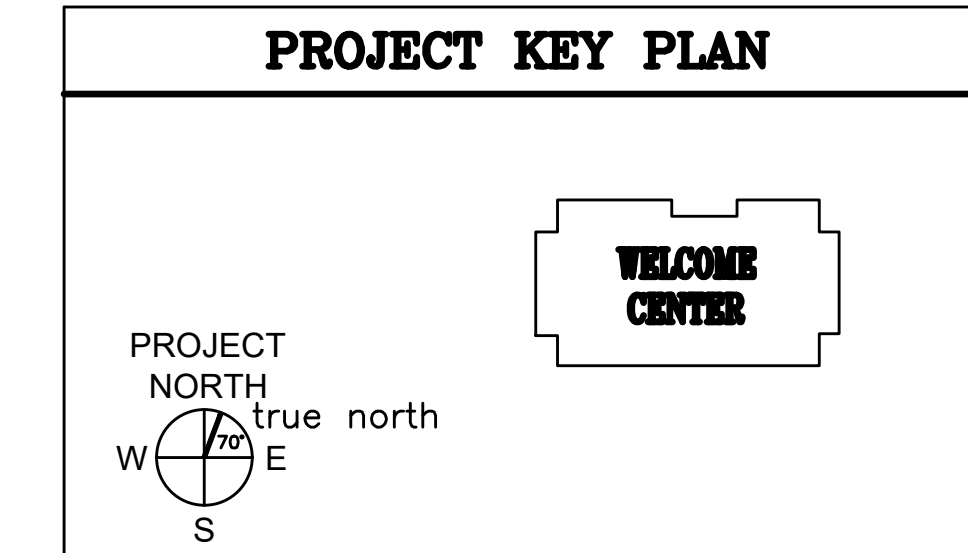 PROJECT KEY PLAN
WELCOME
CENTER
PROJECT
NORTH
true north
70°
W
E
S